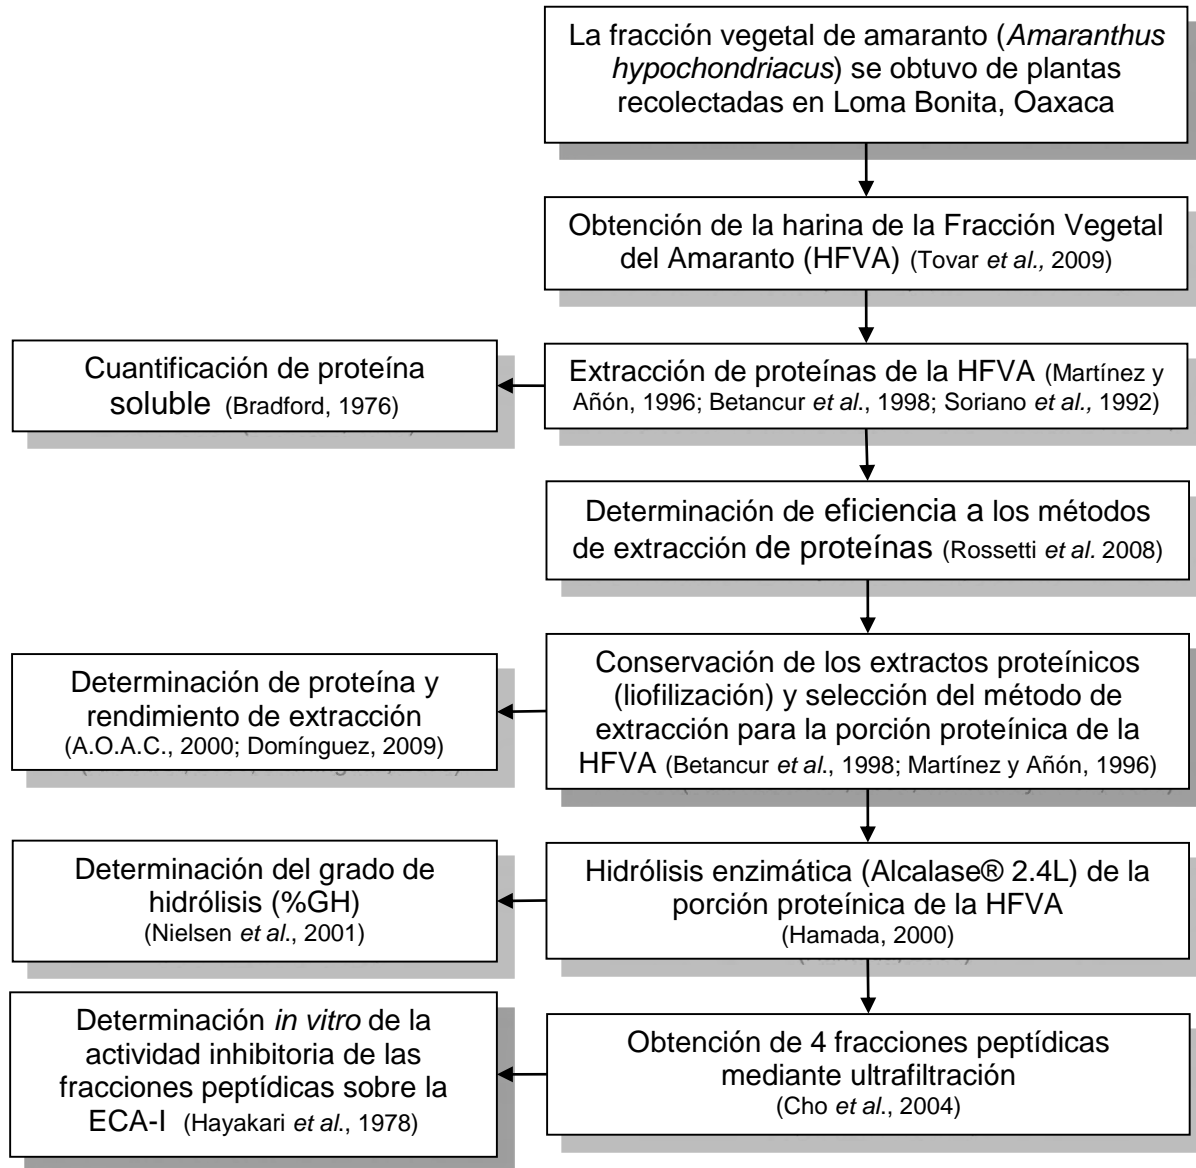 La fracción vegetal de amaranto (Amaranthus
hypochondriacus) se obtuvo de plantas
recolectadas en Loma Bonita, Oaxaca
Obtención de la harina de la Fracción Vegetal
del Amaranto (HFVA) (Tovar et al., 2009)
Cuantificación de proteína
soluble (Bradford, 1976)
Extracción de proteínas de la HFVA (Martínez y
Añón, 1996; Betancur et al., 1998; Soriano et al., 1992)
Determinación de eficiencia a los métodos
de extracción de proteínas (Rossetti et al. 2008)
Determinación de proteína y
rendimiento de extracción
(A.O.A.C., 2000; Domínguez, 2009)
Conservación de los extractos proteínicos
(liofilización) y selección del método de
extracción para la porción proteínica de la
HFVA (Betancur et al., 1998; Martínez y Añón, 1996)
Determinación del grado de
hidrólisis (%GH)
(Nielsen et al., 2001)
Hidrólisis enzimática (Alcalase® 2.4L) de la
porción proteínica de la HFVA
(Hamada, 2000)
Determinación in vitro de la
actividad inhibitoria de las
fracciones peptídicas sobre la
ECA-I (Hayakari et al., 1978)
Obtención de 4 fracciones peptídicas
mediante ultrafiltración
(Cho et al., 2004)